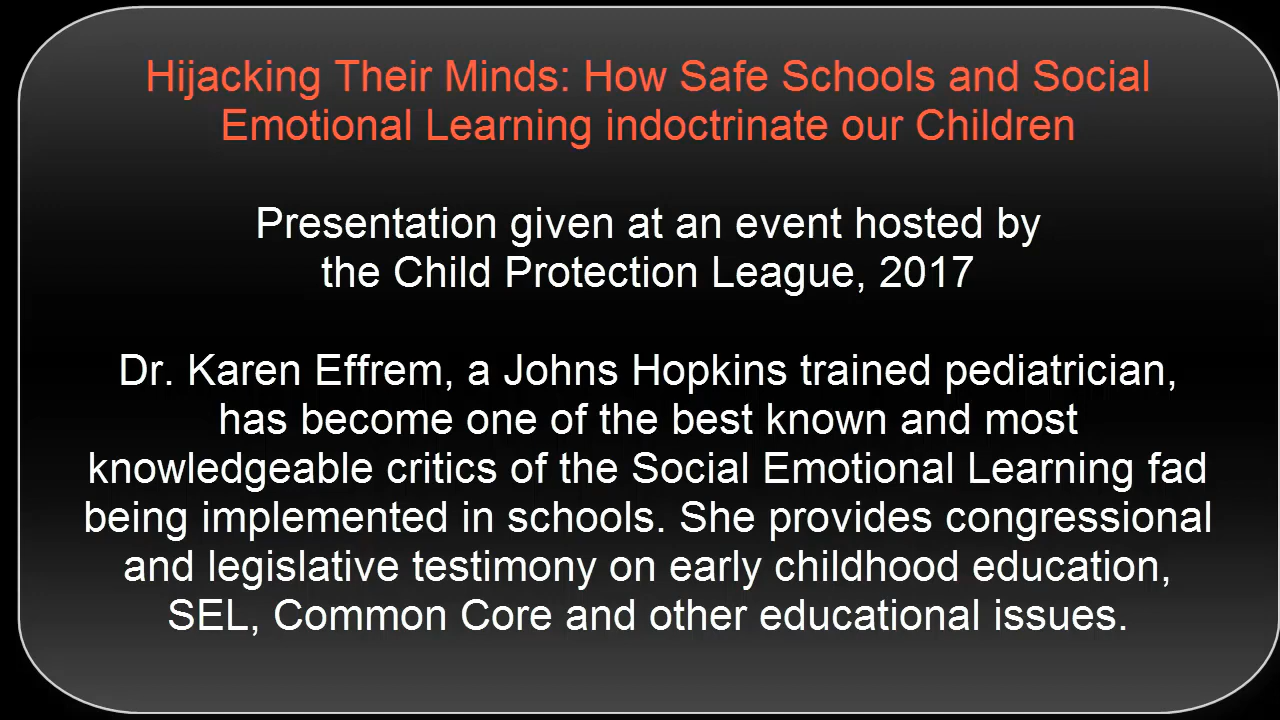 Hijacking Their Minds: How Safe Schools and Social
Emotional Learning indoctrinate our Children
Presentation given at an event hosted by
the Child Protection League, 2017
Dr. Karen Effrem, a Johns Hopkins trained pediatrician,
has become one of the best known and most
knowledgeable critics of the Social Emotional Learning fad
being implemented in schools. She provides congressional
and legislative testimony on early childhood education,
SEL, Common Core and other educational issues.